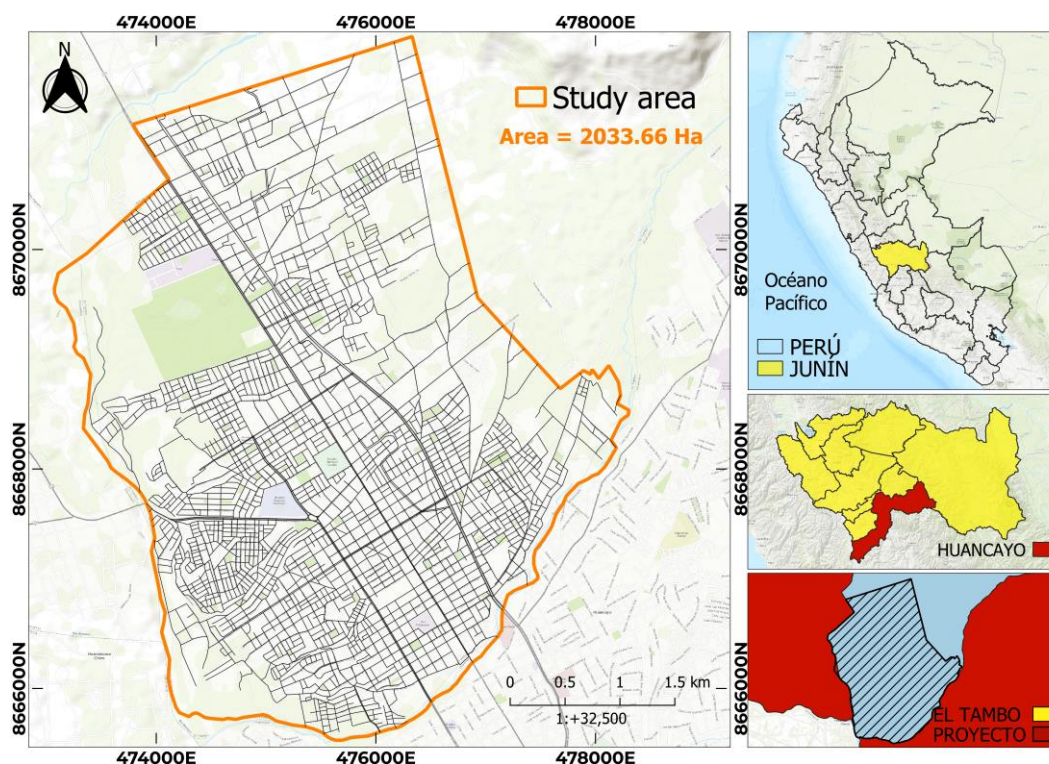 474000E 476000E 478000E
N
Study area
Area = 2033.66 Ha
8670000N
8668000N
8666000N
Huancayo
0 0.5 1 1.5 km
1:+32,500
474000E 476000E 478000E
8670000N
8668000N
8666000N
Océano
Pacífico
PERÚ
JUNÍN
HUANCAYO
EL TAMBO
PROYECTO